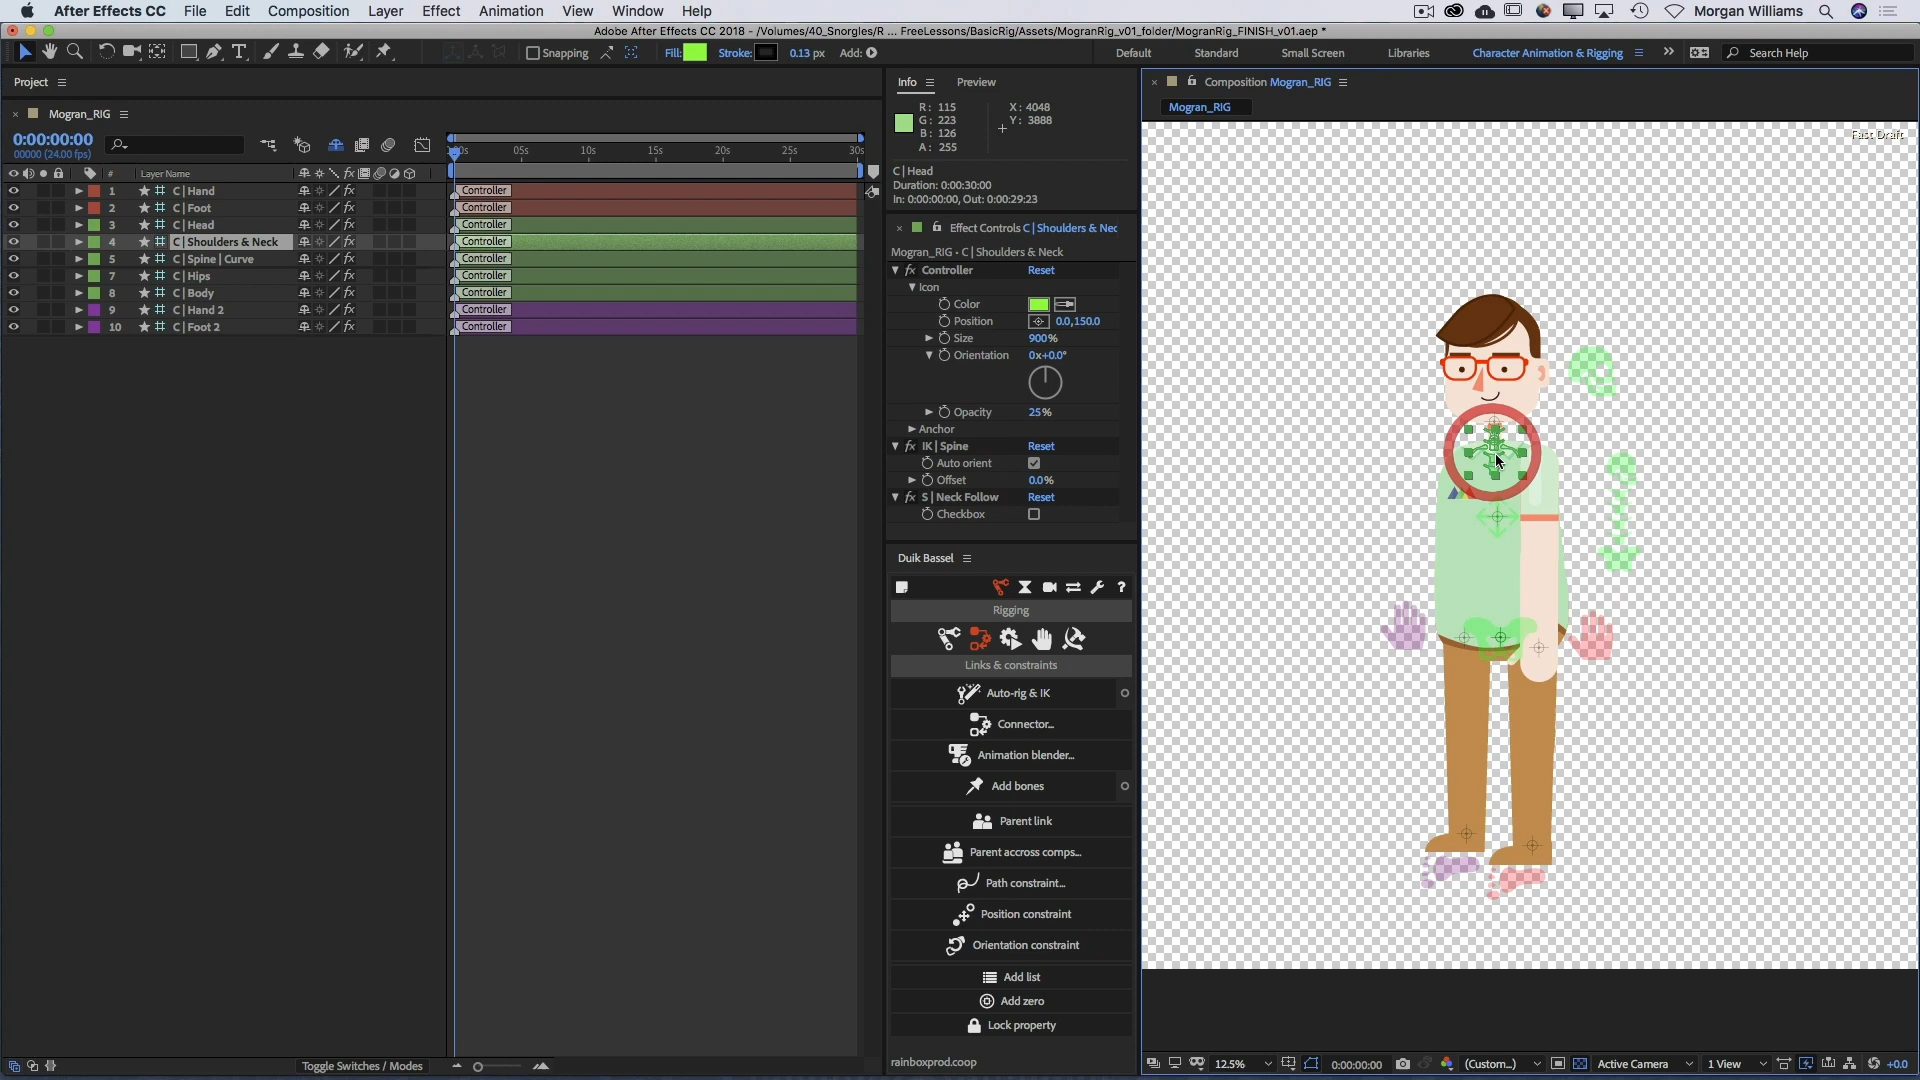 After Effects CC File Edit Composition Layer Effect Animation View Window Help Morgan Williams
Adobe After Effects CC 2018 - /Volumes/40_Snorgles/R ... FreeLessons/BasicRig/Assets/MogranRig_v01_folder/MogranRig_FINISH_v01.aep *
Snapping Fill: Stroke: 0.13 px Add: Default Standard Small Screen Libraries Character Animation & Rigging Search Help
Project
Mogran_RIG
0:00:00:00
00000 (24.00 fps)
05s 10s 15s 20s 25s 30s
# Layer Name
1 C | Hand Controller
2 C | Foot Controller
3 C | Head Controller
4 C | Shoulders & Neck Controller
5 C | Spine | Curve Controller
7 C | Hips Controller
8 C | Body Controller
9 C | Hand 2 Controller
10 C | Foot 2 Controller
Toggle Switches / Modes
Info Preview
R: 115 X: 4048
G: 223 Y: 3888
B: 126
A: 255
C | Head
Duration: 0:00:30:00
In: 0:00:00:00, Out: 0:00:29:23
Effect Controls C | Shoulders & Nec
Mogran_RIG • C | Shoulders & Neck
fx Controller Reset
Icon
Color
Position 0.0,150.0
Size 900%
Orientation 0x+0.0°
Opacity 25%
Anchor
fx IK | Spine Reset
Auto orient
Offset 0.0%
fx S | Neck Follow Reset
Checkbox
Duik Bassel
?
Rigging
Links & constraints
Auto-rig & IK
Connector...
Animation blender...
Add bones
Parent link
Parent accross comps...
Path constraint...
Position constraint
Orientation constraint
Add list
Add zero
Lock property
rainboxprod.coop
Composition Mogran_RIG
Mogran_RIG
Fast Draft
12.5% 0:00:00:00 (Custom...) Active Camera 1 View +0.0